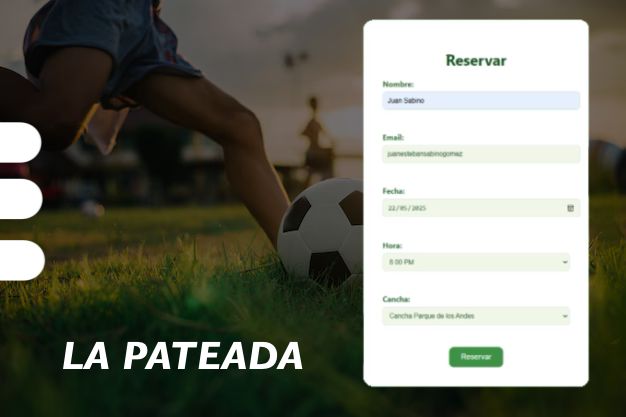 Reservar
Nombre:
Juan Sabino
Email:
juanestebansabinogomez
Fecha:
22/05/2025
Hora:
8:00 PM
Cancha:
Cancha Parque de los Andes
Reservar
LA PATEADA